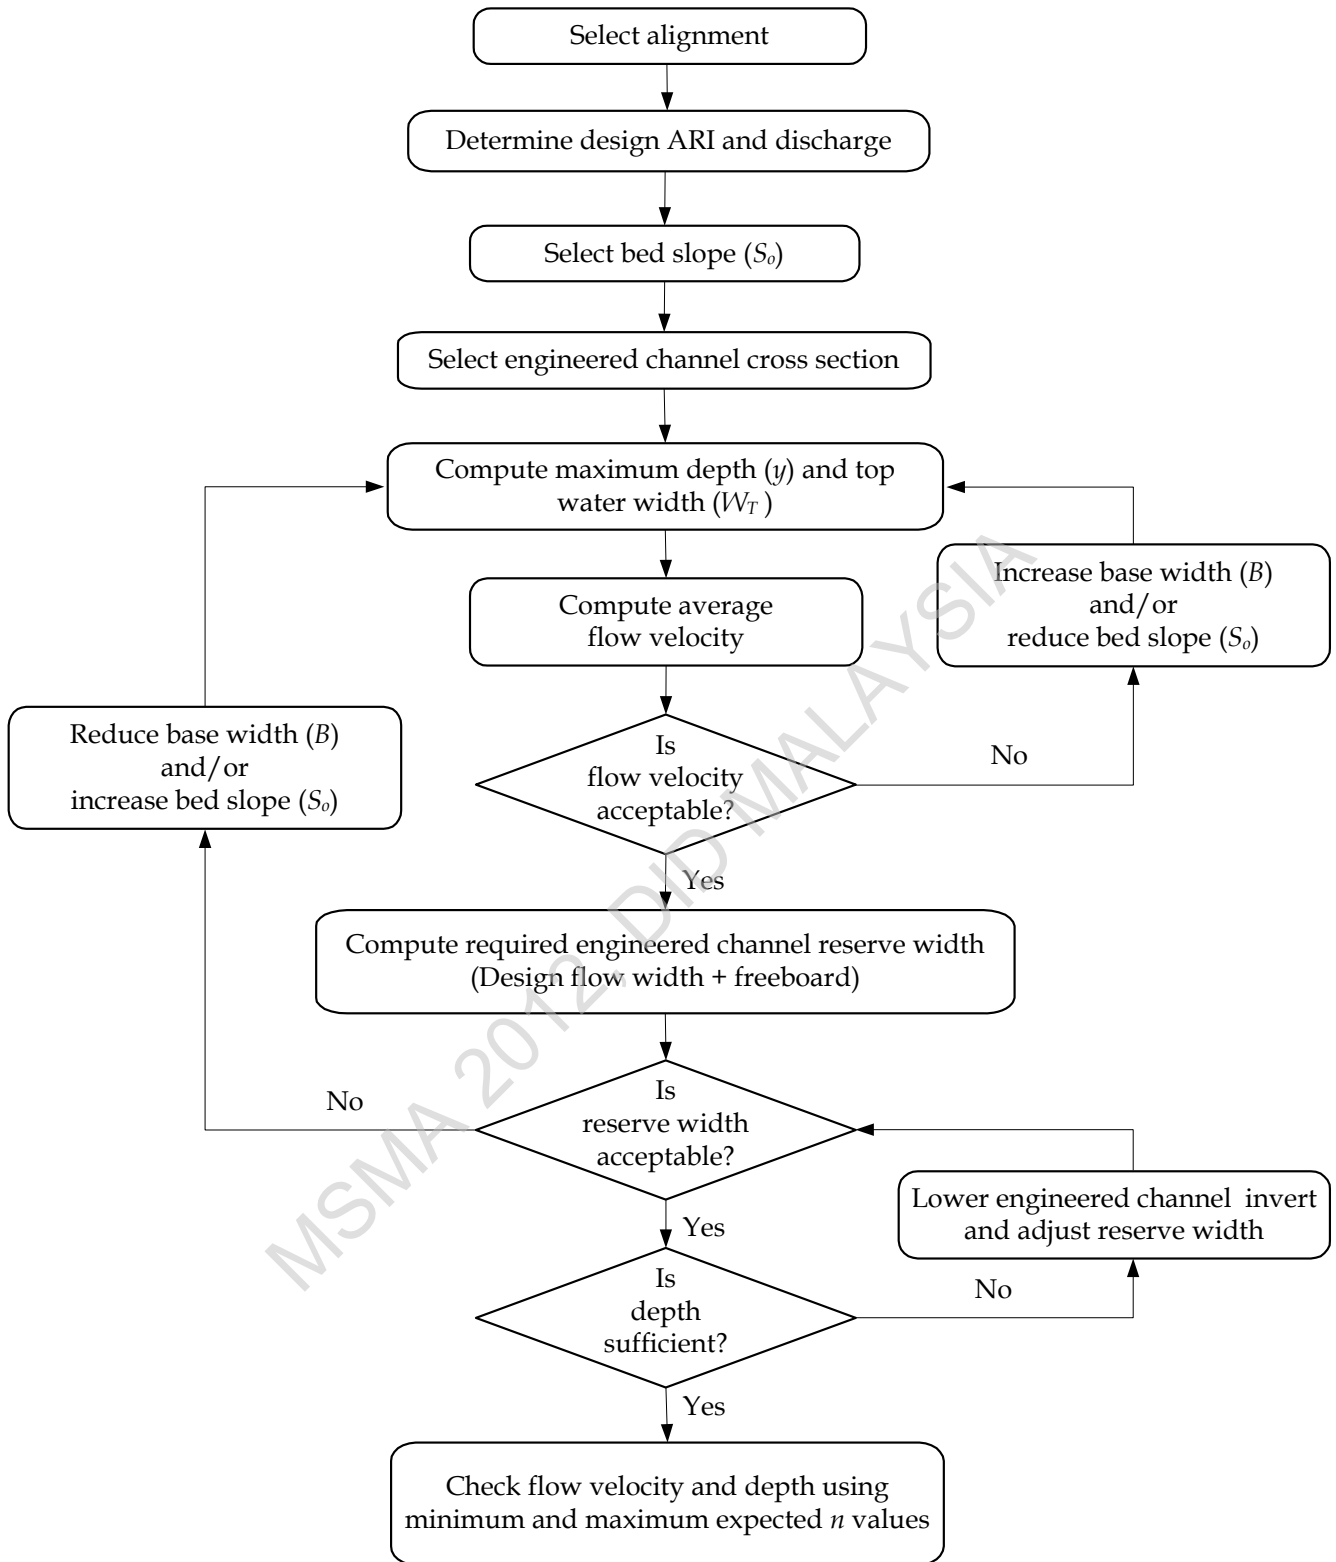 Select alignment
Determine design ARI and discharge
Select bed slope (So)
Select engineered channel cross section
Compute maximum depth (y) and top
water width (WT )
Compute average
flow velocity
Increase base width (B)
and/or
reduce bed slope (So)
Reduce base width (B)
and/or
increase bed slope (So)
Is
flow velocity
acceptable?
No
Yes
Compute required engineered channel reserve width
(Design flow width + freeboard)
Is
reserve width
acceptable?
No
Yes
Lower engineered channel invert
and adjust reserve width
Is
depth
sufficient?
No
Yes
Check flow velocity and depth using
minimum and maximum expected n values
MSMA 2012, DID MALAYSIA